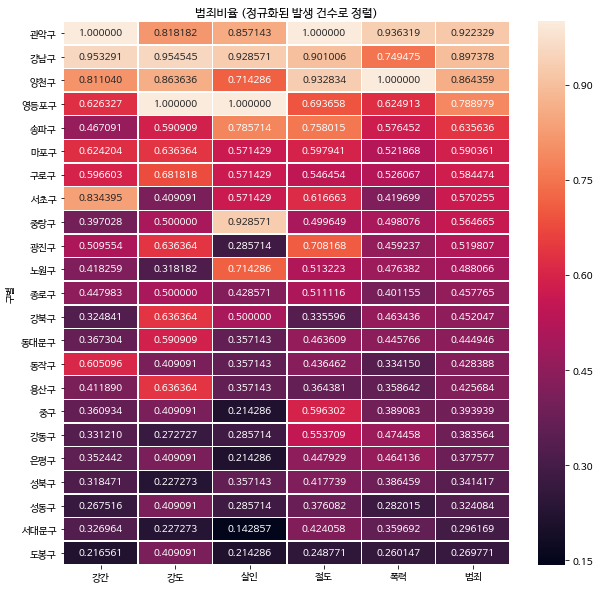 범죄비율 (정규화된 발생 건수로 정렬)
관악구 1.000000 0.818182 0.857143 1.000000 0.936319 0.922329
강남구 0.953291 0.954545 0.928571 0.901006 0.749475 0.897378
양천구 0.811040 0.863636 0.714286 0.932834 1.000000 0.864359
영등포구 0.626327 1.000000 1.000000 0.693658 0.624913 0.788979
송파구 0.467091 0.590909 0.785714 0.758015 0.576452 0.635636
마포구 0.624204 0.636364 0.571429 0.597941 0.521868 0.590361
구로구 0.596603 0.681818 0.571429 0.546454 0.526067 0.584474
서초구 0.834395 0.409091 0.571429 0.616663 0.419699 0.570255
중랑구 0.397028 0.500000 0.928571 0.499649 0.498076 0.564665
광진구 0.509554 0.636364 0.285714 0.708168 0.459237 0.519807
노원구 0.418259 0.318182 0.714286 0.513223 0.476382 0.488066
종로구 0.447983 0.500000 0.428571 0.511116 0.401155 0.457765
강북구 0.324841 0.636364 0.500000 0.335596 0.463436 0.452047
동대문구 0.367304 0.590909 0.357143 0.463609 0.445766 0.444946
동작구 0.605096 0.409091 0.357143 0.436462 0.334150 0.428388
용산구 0.411890 0.636364 0.357143 0.364381 0.358642 0.425684
중구 0.360934 0.409091 0.214286 0.596302 0.389083 0.393939
강동구 0.331210 0.272727 0.285714 0.553709 0.474458 0.383564
은평구 0.352442 0.409091 0.214286 0.447929 0.464136 0.377577
성북구 0.318471 0.227273 0.357143 0.417739 0.386459 0.341417
성동구 0.267516 0.409091 0.285714 0.376082 0.282015 0.324084
서대문구 0.326964 0.227273 0.142857 0.424058 0.359692 0.296169
도봉구 0.216561 0.409091 0.214286 0.248771 0.260147 0.269771
강간 강도 살인 절도 폭력 범죄
구별
0.90
0.75
0.60
0.45
0.30
0.15